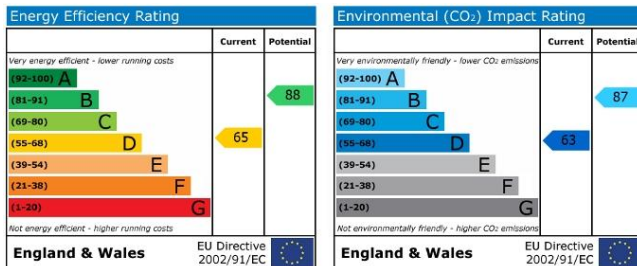 Energy Efficiency Rating
Current Potential
Very energy efficient - lower running costs
(92-100) A
(81-91) B
88
(69-80) C
(55-68) D
65
(39-54) E
(21-38) F
(1-20) G
Not energy efficient - higher running costs
England & Wales
EU Directive
2002/91/EC
Environmental (CO₂) Impact Rating
Current Potential
Very environmentally friendly - lower CO₂ emissions
(92-100) A
(81-91) B
87
(69-80) C
(55-68) D
63
(39-54) E
(21-38) F
(1-20) G
Not environmentally friendly - higher CO₂ emissions
England & Wales
EU Directive
2002/91/EC